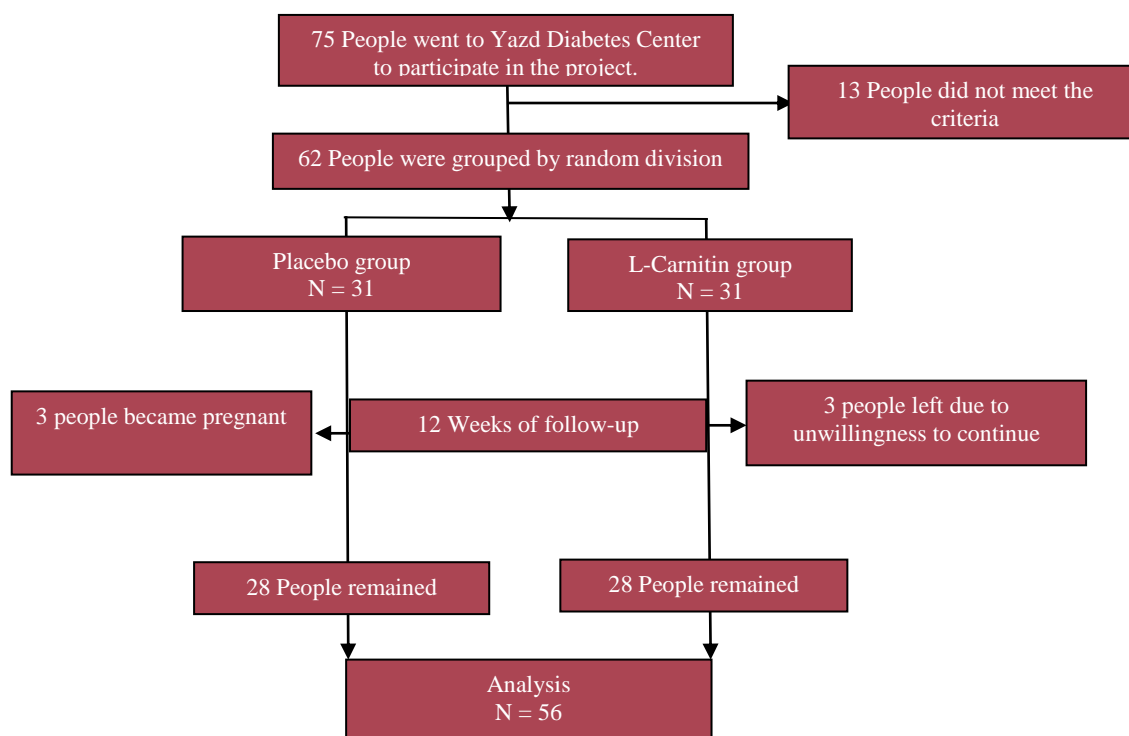 75 People went to Yazd Diabetes Center
to participate in the project.
13 People did not meet the
criteria
62 People were grouped by random division
Placebo group
N = 31
L-Carnitin group
N = 31
3 people became pregnant
12 Weeks of follow-up
3 people left due to
unwillingness to continue
28 People remained
28 People remained
Analysis
N = 56